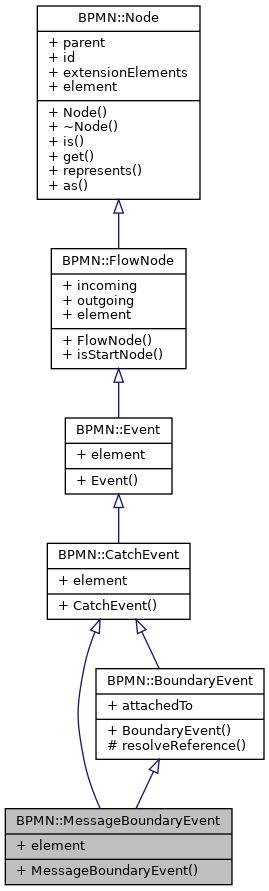 BPMN::Node
+ parent
+ id
+ extensionElements
+ element
+ Node()
+ ~Node()
+ is()
+ get()
+ represents()
+ as()
BPMN::FlowNode
+ incoming
+ outgoing
+ element
+ FlowNode()
+ isStartNode()
BPMN::Event
+ element
+ Event()
BPMN::CatchEvent
+ element
+ CatchEvent()
BPMN::BoundaryEvent
+ attachedTo
+ BoundaryEvent()
# resolveReference()
BPMN::MessageBoundaryEvent
+ element
+ MessageBoundaryEvent()